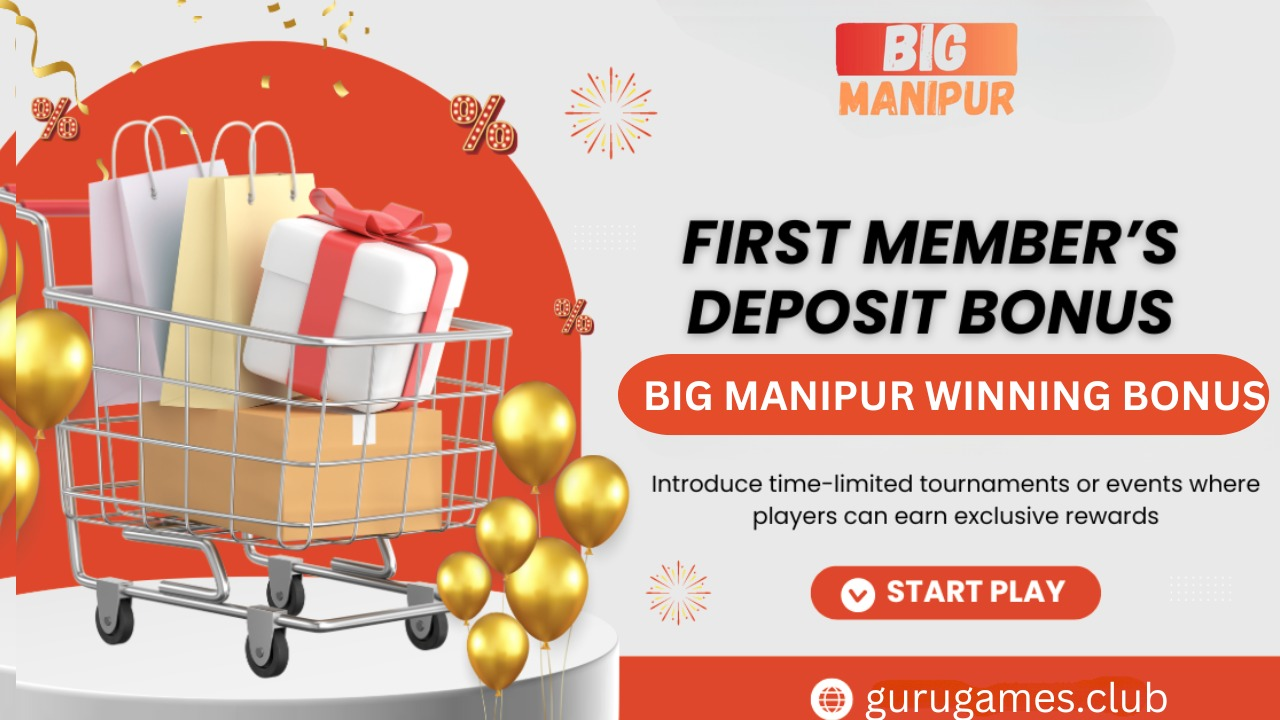 BIG
MANIPUR
%
%
%
FIRST MEMBER’S
DEPOSIT BONUS
BIG MANIPUR WINNING BONUS
Introduce time-limited tournaments or events where
players can earn exclusive rewards
START PLAY
gurugames.club